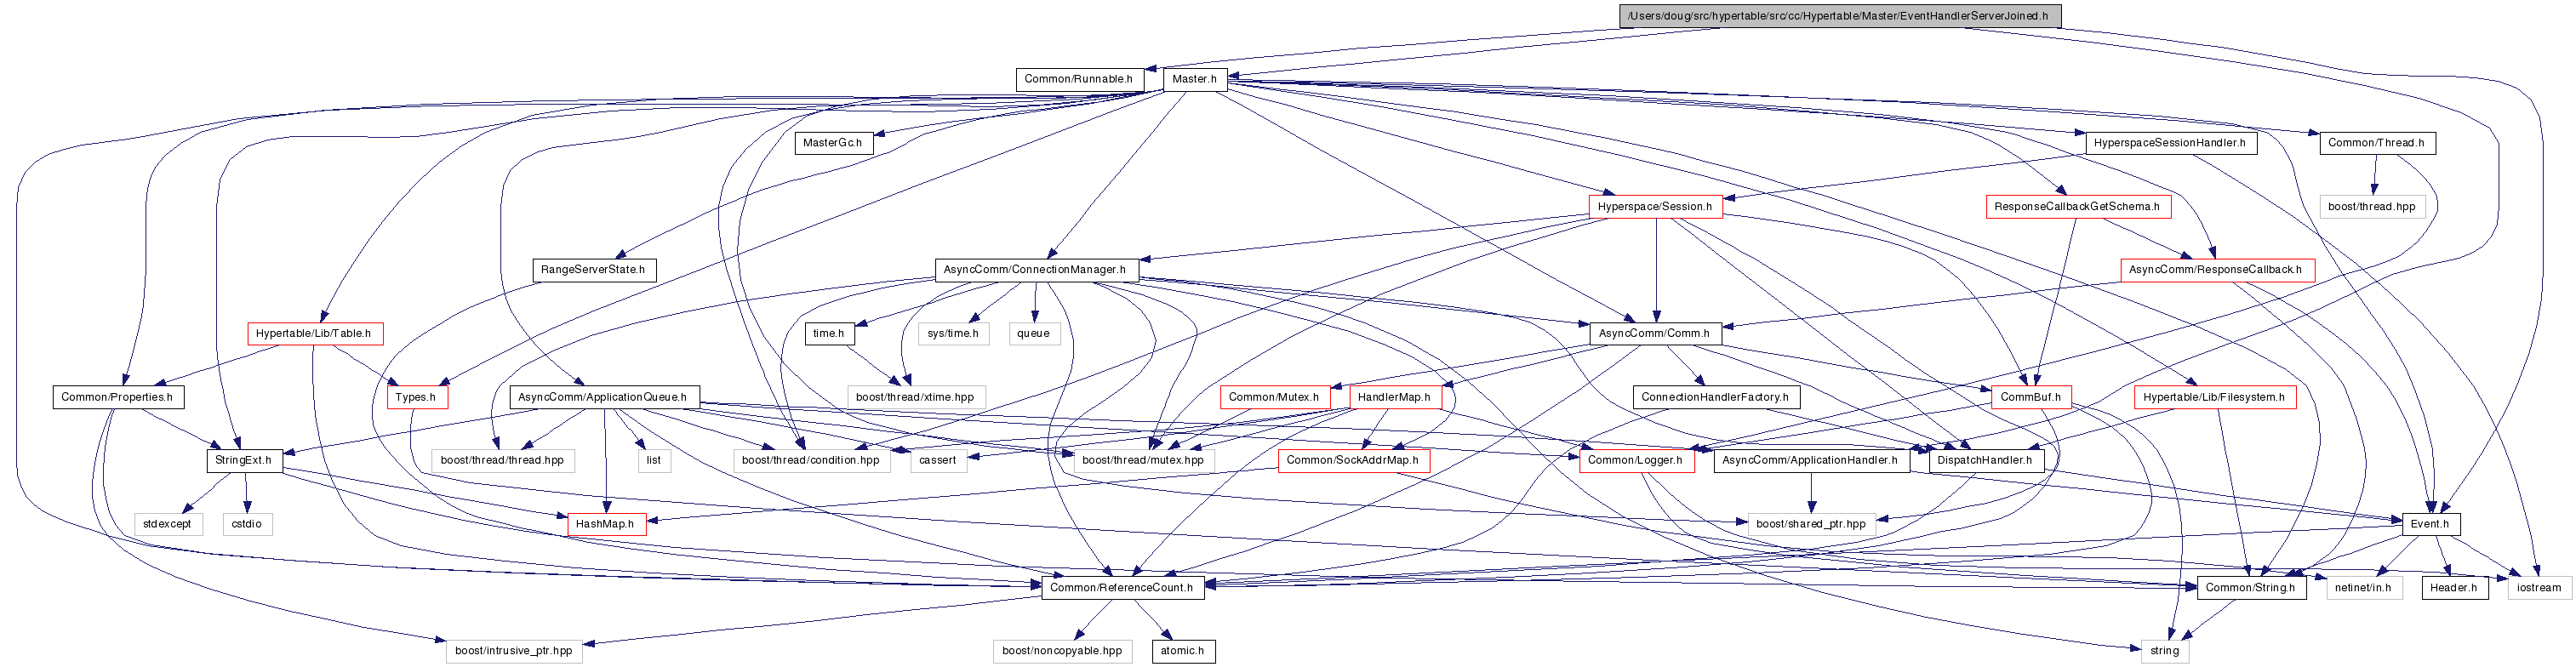 /Users/doug/src/hypertable/src/cc/Hypertable/Master/EventHandlerServerJoined.h
Common/Runnable.h
Master.h
MasterGc.h
HyperspaceSessionHandler.h
Common/Thread.h
Hyperspace/Session.h
ResponseCallbackGetSchema.h
boost/thread.hpp
RangeServerState.h
AsyncComm/ConnectionManager.h
AsyncComm/ResponseCallback.h
Hypertable/Lib/Table.h
time.h
sys/time.h
queue
AsyncComm/Comm.h
Common/Properties.h
Types.h
AsyncComm/ApplicationQueue.h
boost/thread/xtime.hpp
Common/Mutex.h
HandlerMap.h
ConnectionHandlerFactory.h
CommBuf.h
Hypertable/Lib/Filesystem.h
StringExt.h
boost/thread/thread.hpp
list
boost/thread/condition.hpp
cassert
boost/thread/mutex.hpp
Common/SockAddrMap.h
Common/Logger.h
AsyncComm/ApplicationHandler.h
DispatchHandler.h
stdexcept
cstdio
HashMap.h
boost/shared_ptr.hpp
Event.h
Common/ReferenceCount.h
Common/String.h
netinet/in.h
Header.h
iostream
boost/intrusive_ptr.hpp
boost/noncopyable.hpp
atomic.h
string